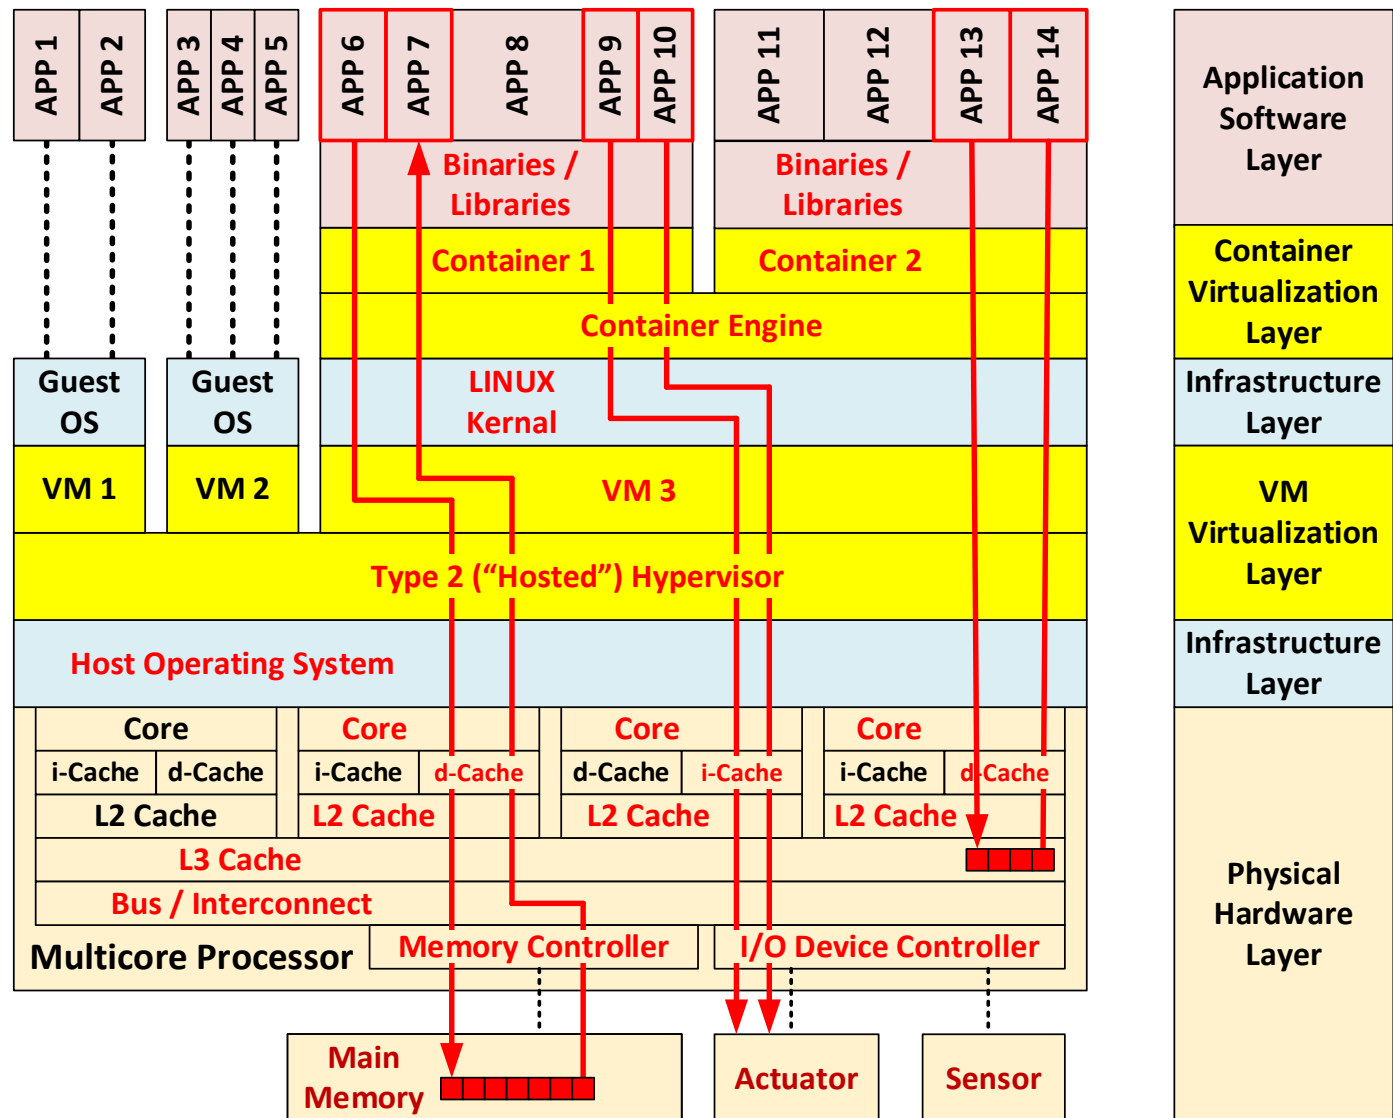 APP 1
APP 2
APP 3
APP 4
APP 5
APP 6
APP 7
APP 8
APP 9
APP 10
APP 11
APP 12
APP 13
APP 14
Application
Software
Layer
Binaries /
Libraries
Binaries /
Libraries
Container 1
Container 2
Container
Virtualization
Layer
Container Engine
Guest
OS
Guest
OS
LINUX
Kernal
Infrastructure
Layer
VM 1
VM 2
VM 3
VM
Virtualization
Layer
Type 2 (“Hosted”) Hypervisor
Host Operating System
Infrastructure
Layer
Core
Core
Core
Core
i-Cache
d-Cache
i-Cache
d-Cache
d-Cache
i-Cache
i-Cache
d-Cache
L2 Cache
L2 Cache
L2 Cache
L2 Cache
L3 Cache
Bus / Interconnect
Physical
Hardware
Layer
Multicore Processor
Memory Controller
I/O Device Controller
Main
Memory
Actuator
Sensor